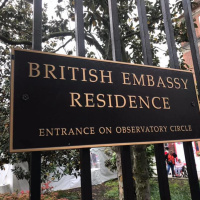 BRITISH EMBASSY
RESIDENCE
ENTRANCE ON OBSERVATORY CIRCLE